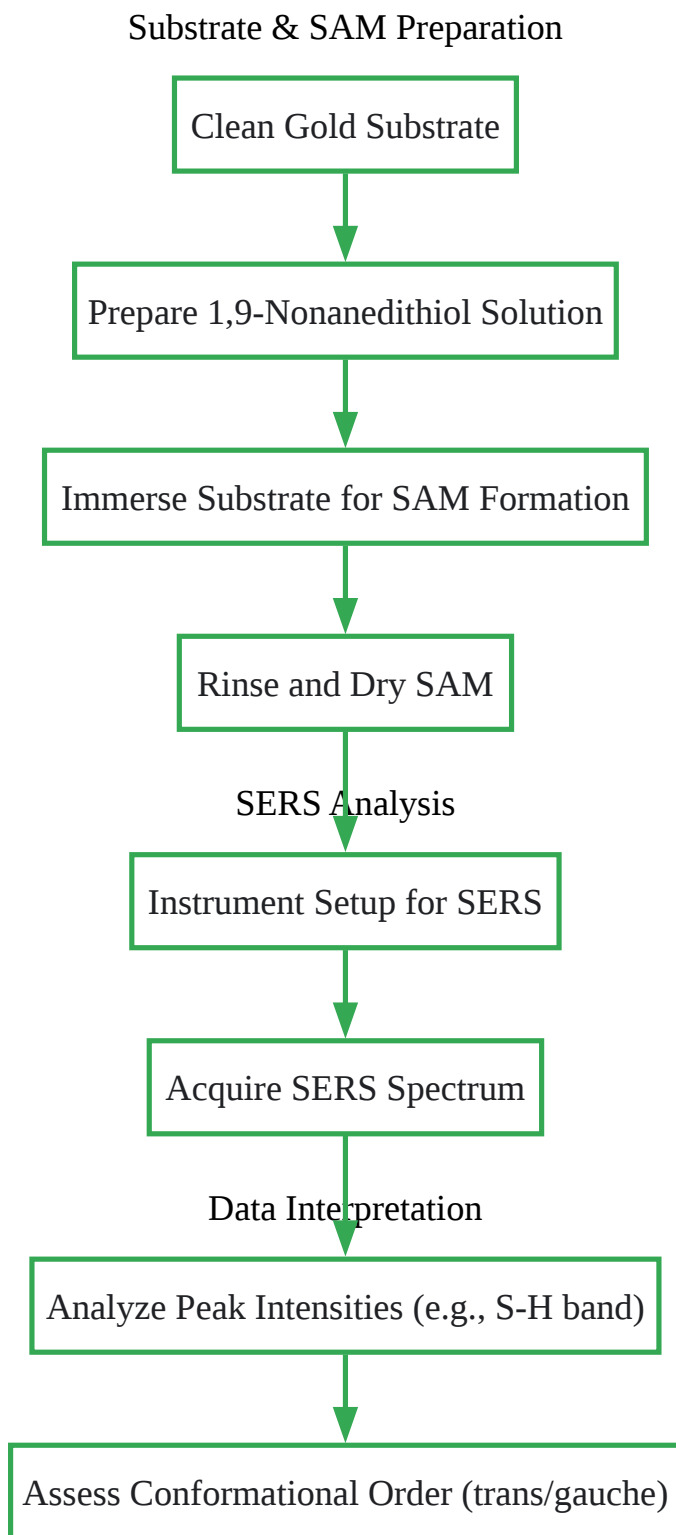 Substrate & SAM Preparation
Clean Gold Substrate
Prepare 1,9-Nonanedithiol Solution
Immerse Substrate for SAM Formation
Rinse and Dry SAM
SERS Analysis
Instrument Setup for SERS
Acquire SERS Spectrum
Data Interpretation
Analyze Peak Intensities (e.g., S-H band)
Assess Conformational Order (trans/gauche)